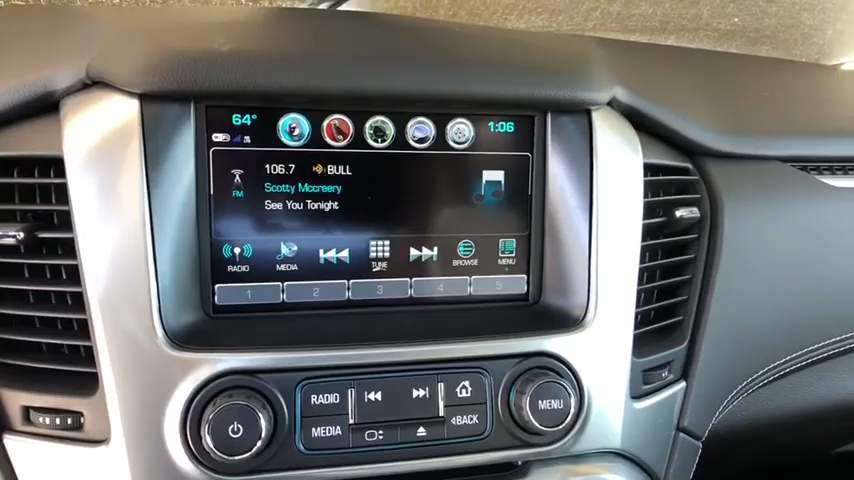 64°
1:06
106.7 BULL
Scotty Mccreery
FM
See You Tonight
RADIO
MEDIA
TUNE
BROWSE
MENU
1 2 3 4 5
RADIO
MEDIA
BACK
MENU